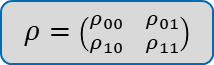 ρ = (ρ₀₀ ρ₀₁
ρ₁₀ ρ₁₁)